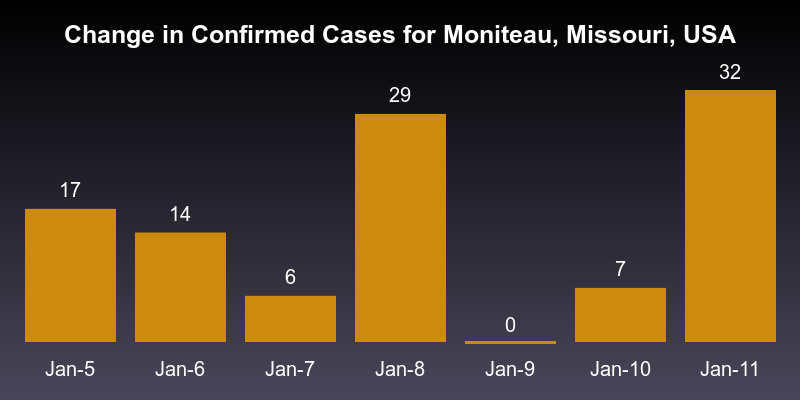 Change in Confirmed Cases for Moniteau, Missouri, USA
17
14
6
29
0
7
32
Jan-5
Jan-6
Jan-7
Jan-8
Jan-9
Jan-10
Jan-11